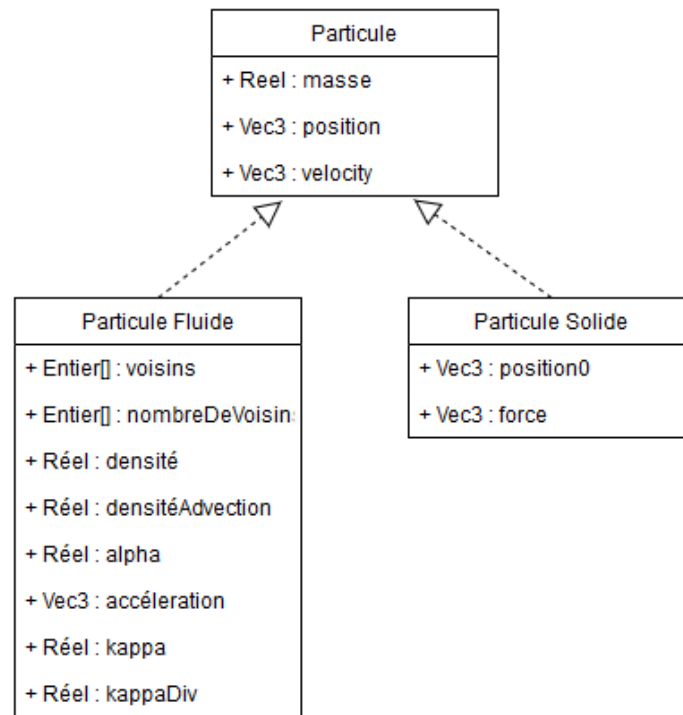 Particule
+ Reel : masse
+ Vec3 : position
+ Vec3 : velocity
Particule Fluide
+ Entier[] : voisins
+ Entier[] : nombreDeVoisin
+ Réel : densité
+ Réel : densitéAdvection
+ Réel : alpha
+ Vec3 : accéleration
+ Réel : kappa
+ Réel : kappaDiv
Particule Solide
+ Vec3 : position0
+ Vec3 : force